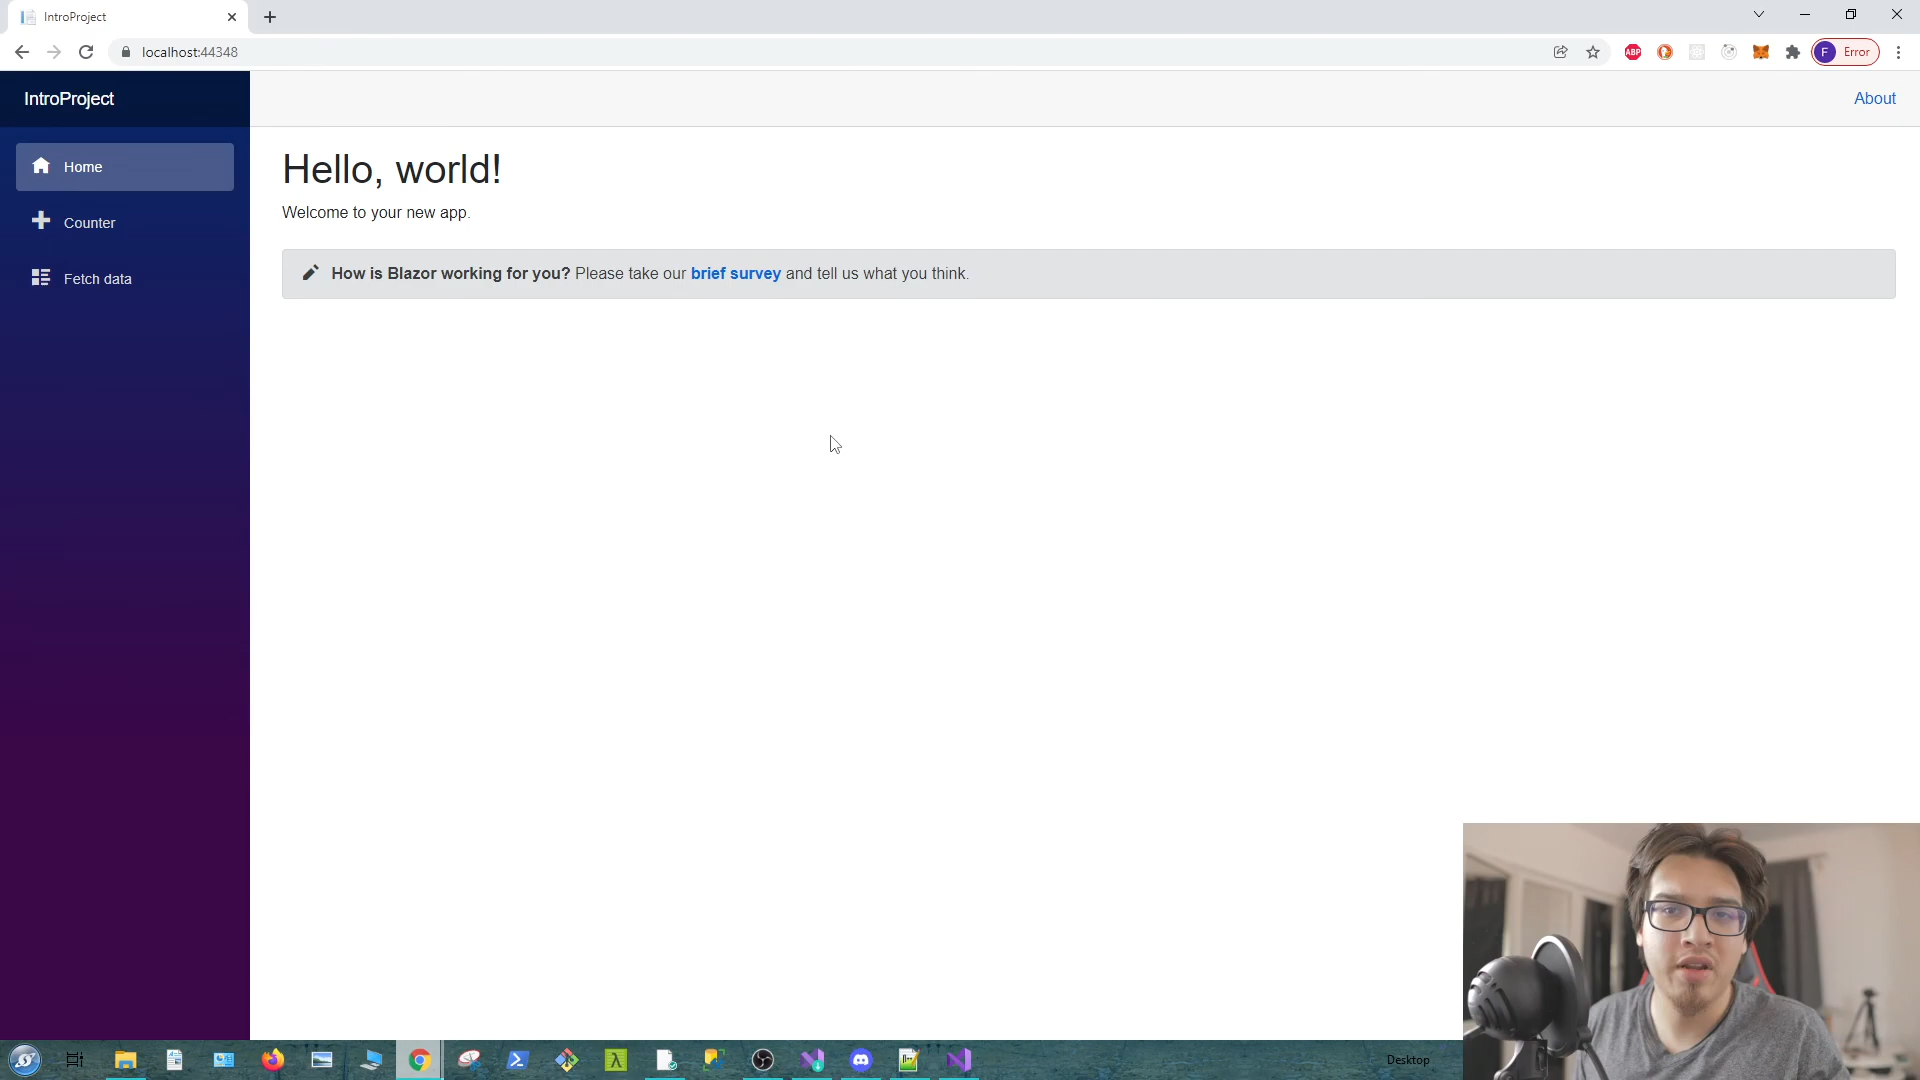 IntroProject
localhost:44348
ABP
F Error
IntroProject
About
Home
Counter
Fetch data
Hello, world!
Welcome to your new app.
How is Blazor working for you? Please take our brief survey and tell us what you think.
Desktop